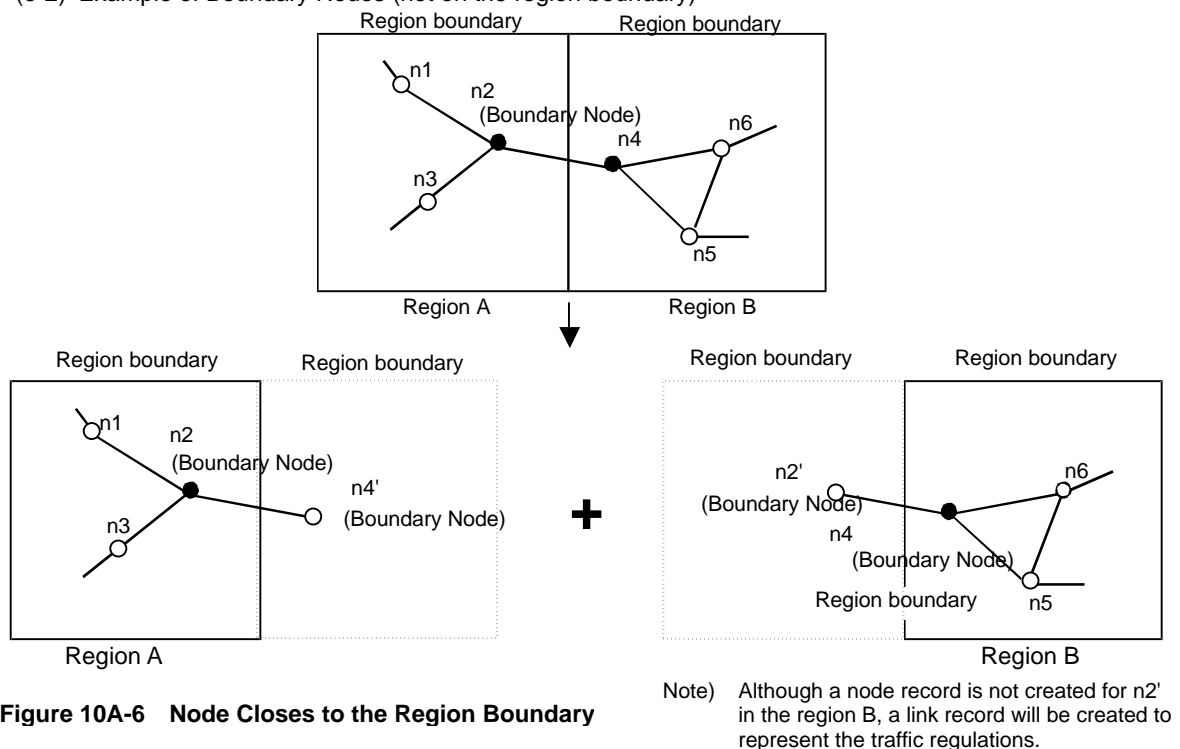 (3-2) Example of Boundary Nodes (not on the region boundary)
Region boundary
Region boundary
n1
n2
(Boundary Node)
n4
n6
n3
n5
Region A
Region B
Region boundary
Region boundary
n1
n2
(Boundary Node)
n4'
(Boundary Node)
n3
Region A
+
Region boundary
Region boundary
n2'
(Boundary Node)
n6
n4
(Boundary Node)
Region boundary
n5
Region B
Figure 10A-6 Node Closes to the Region Boundary
Note) Although a node record is not created for n2'
in the region B, a link record will be created to
represent the traffic regulations.